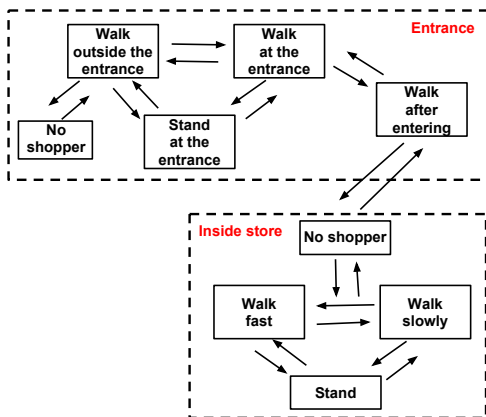 Entrance
Walk
outside the
entrance
Walk
at the
entrance
Walk
after
entering
No
shopper
Stand
at the
entrance
Inside store
No shopper
Walk
fast
Walk
slowly
Stand